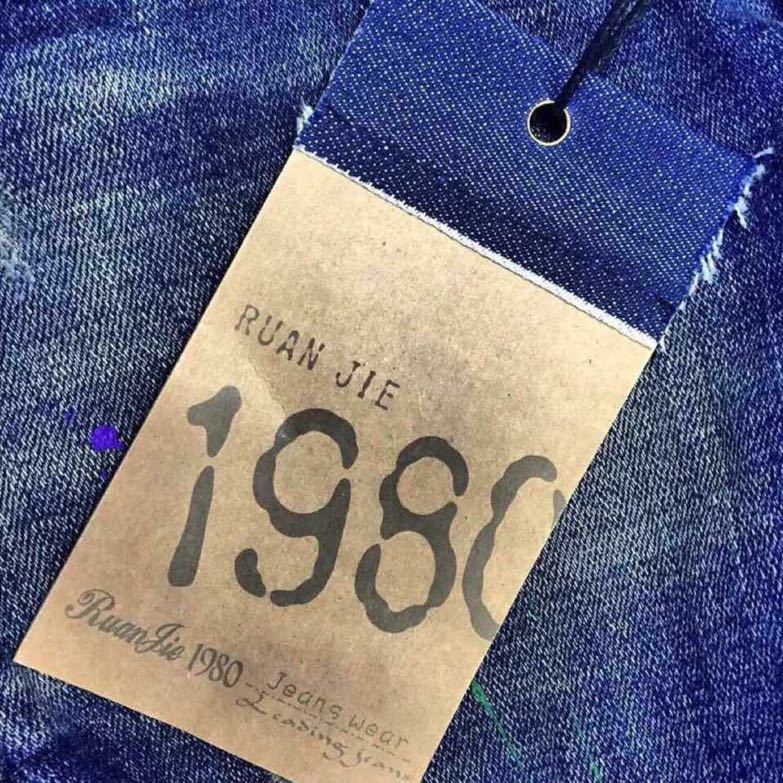 RUAN JIE
1980
RuanJie 1980
Jeans wear
Leading jeans